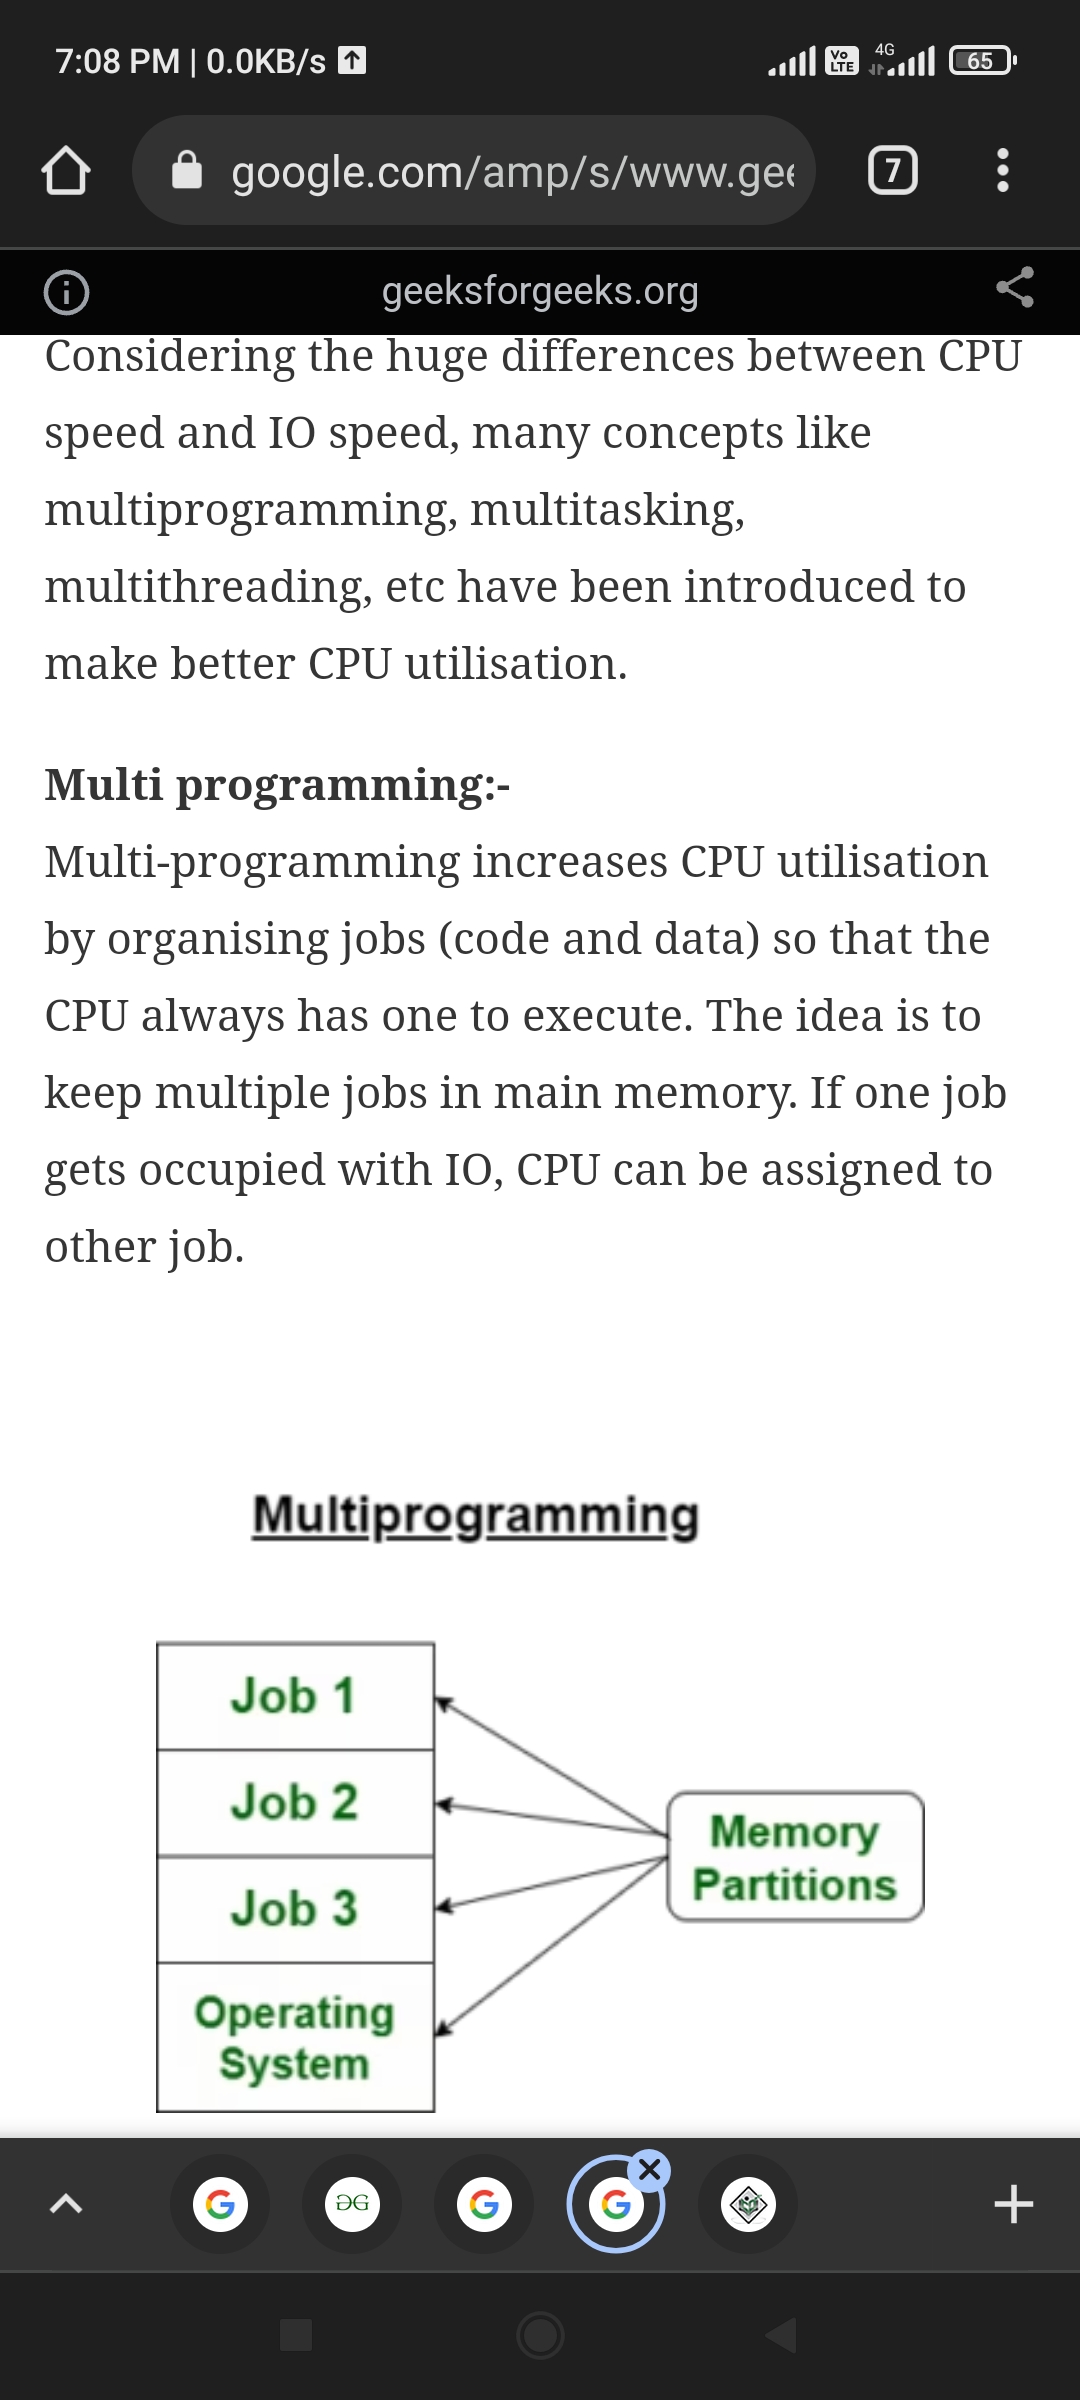 7:08 PM | 0.0KB/s
Vo LTE 4G 65
google.com/amp/s/www.gee
7
geeksforgeeks.org
Considering the huge differences between CPU
speed and IO speed, many concepts like
multiprogramming, multitasking,
multithreading, etc have been introduced to
make better CPU utilisation.
Multi programming:-
Multi-programming increases CPU utilisation
by organising jobs (code and data) so that the
CPU always has one to execute. The idea is to
keep multiple jobs in main memory. If one job
gets occupied with IO, CPU can be assigned to
other job.
Multiprogramming
Job 1
Job 2
Job 3
Operating
System
Memory
Partitions